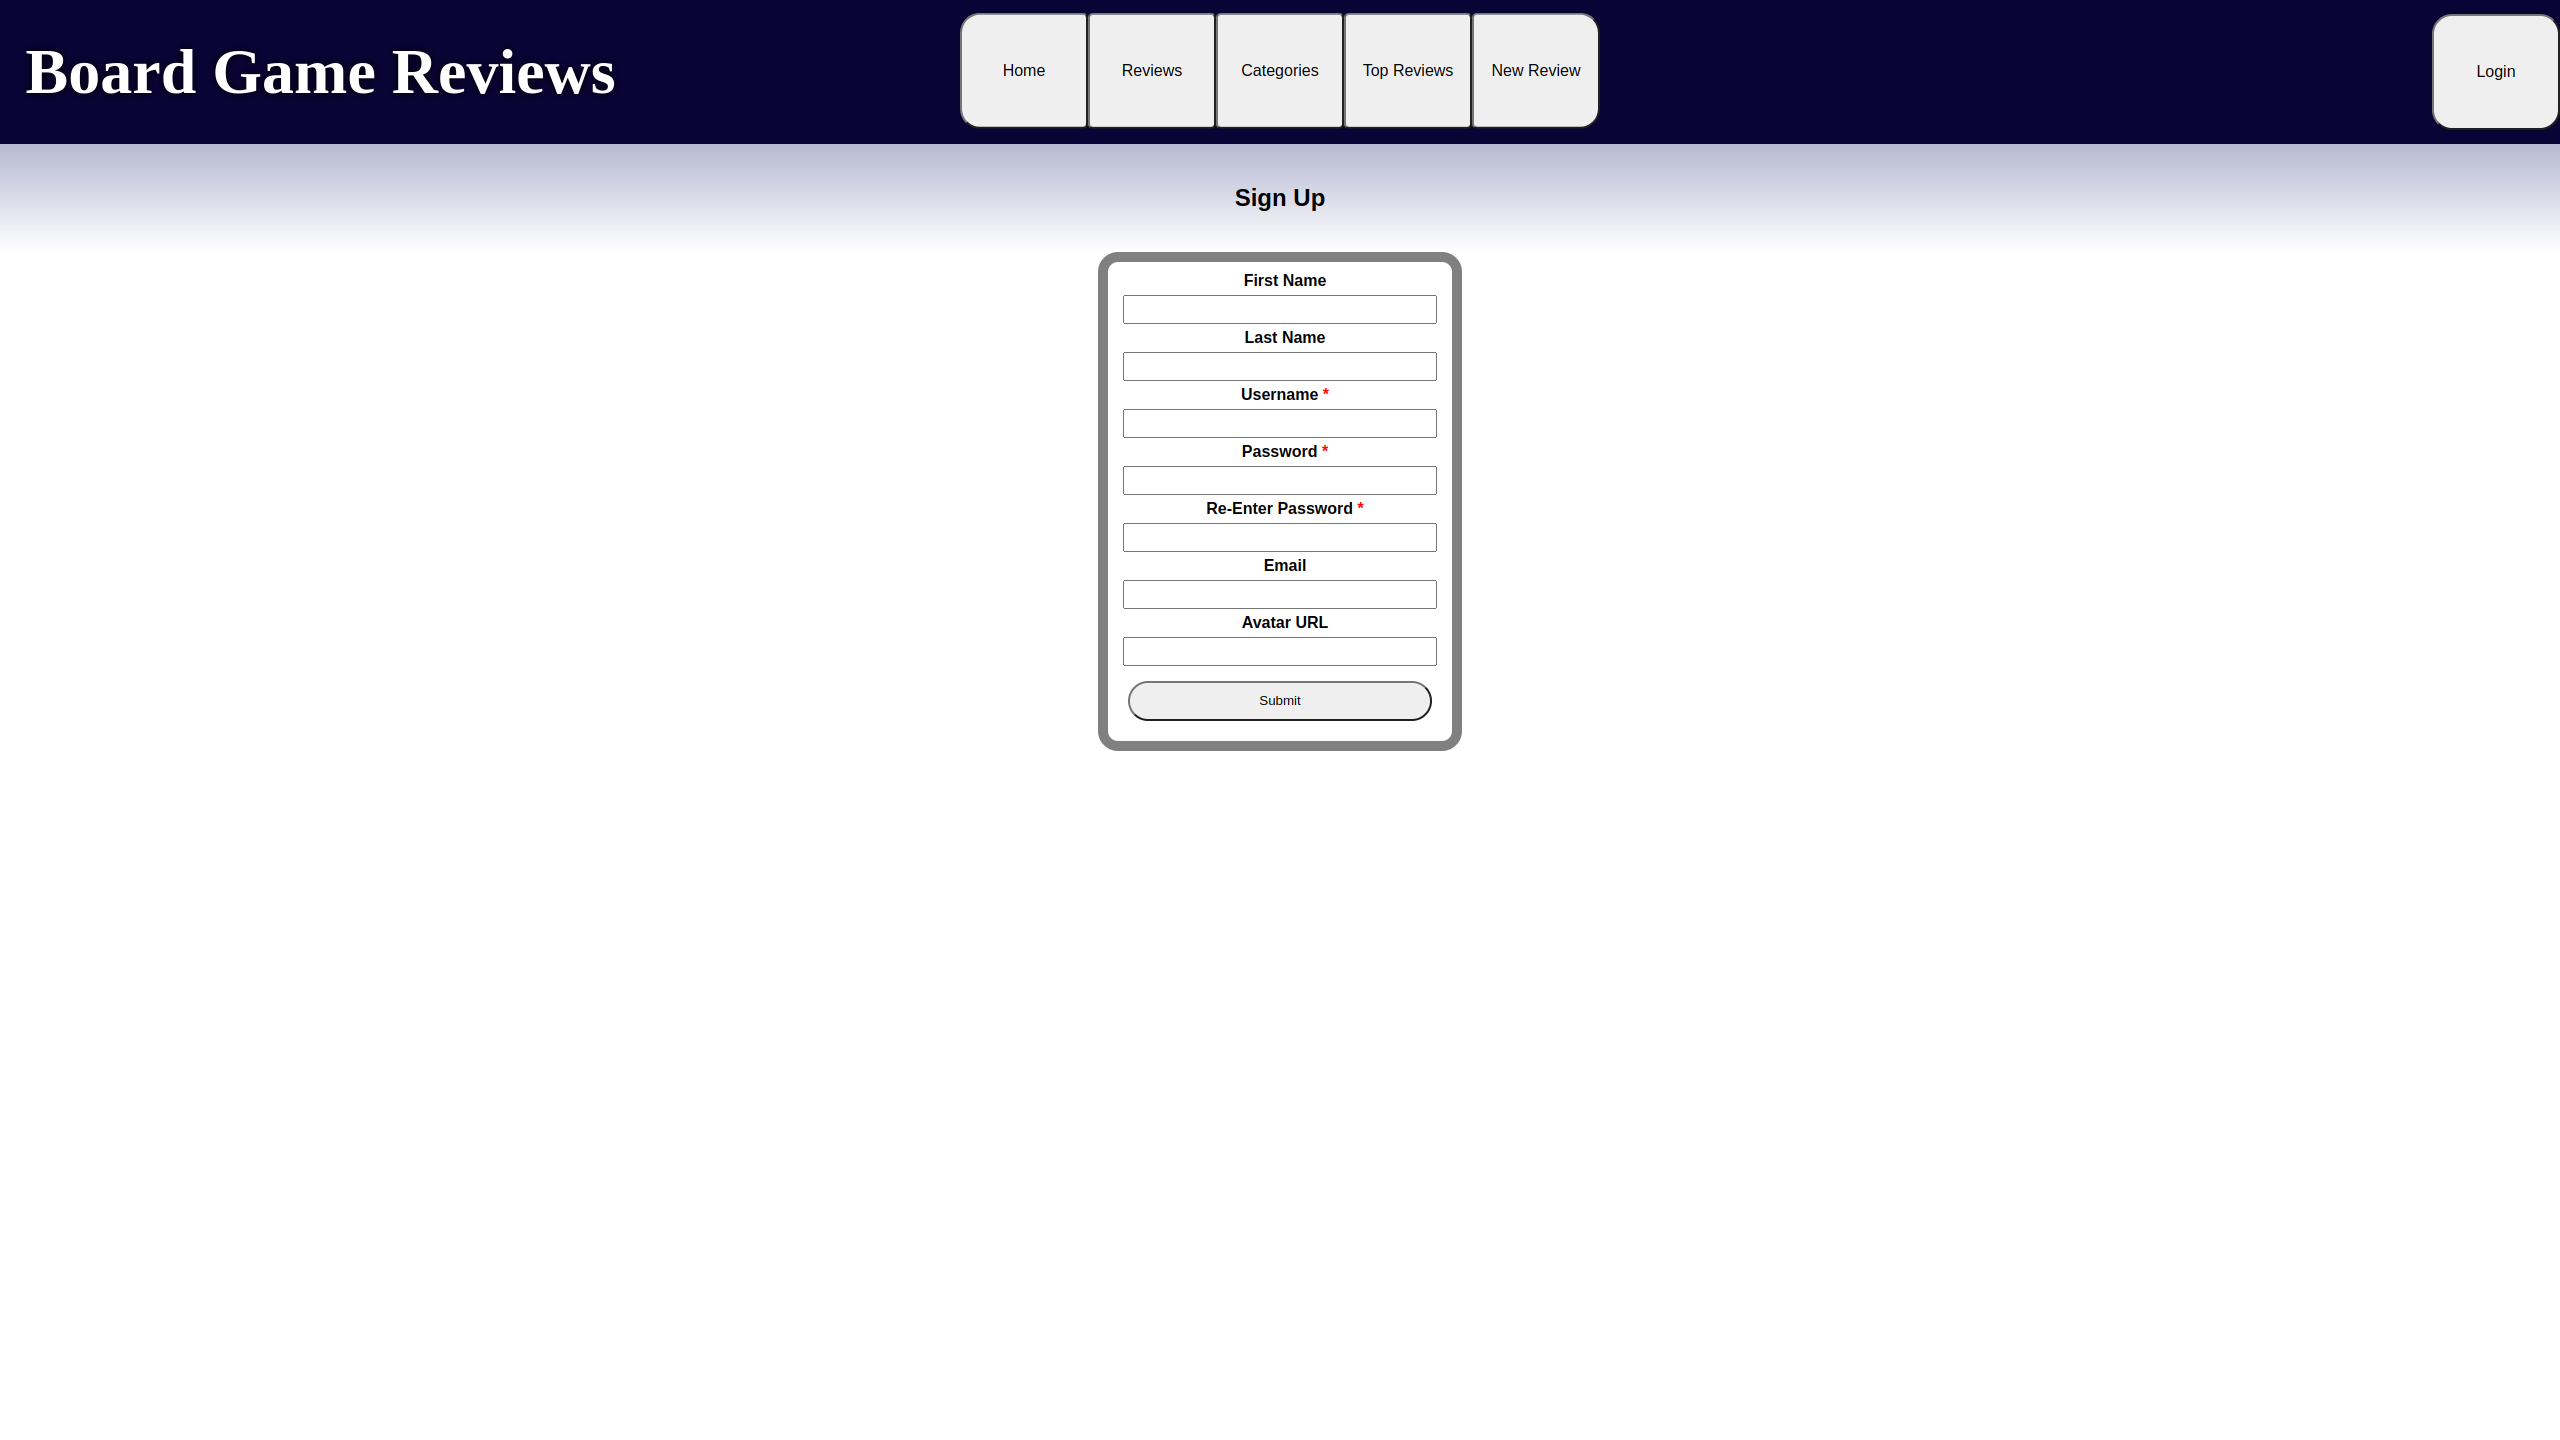 Board Game Reviews
Home
Reviews
Categories
Top Reviews
New Review
Login
Sign Up
First Name
Last Name
Username *
Password *
Re-Enter Password *
Email
Avatar URL
Submit